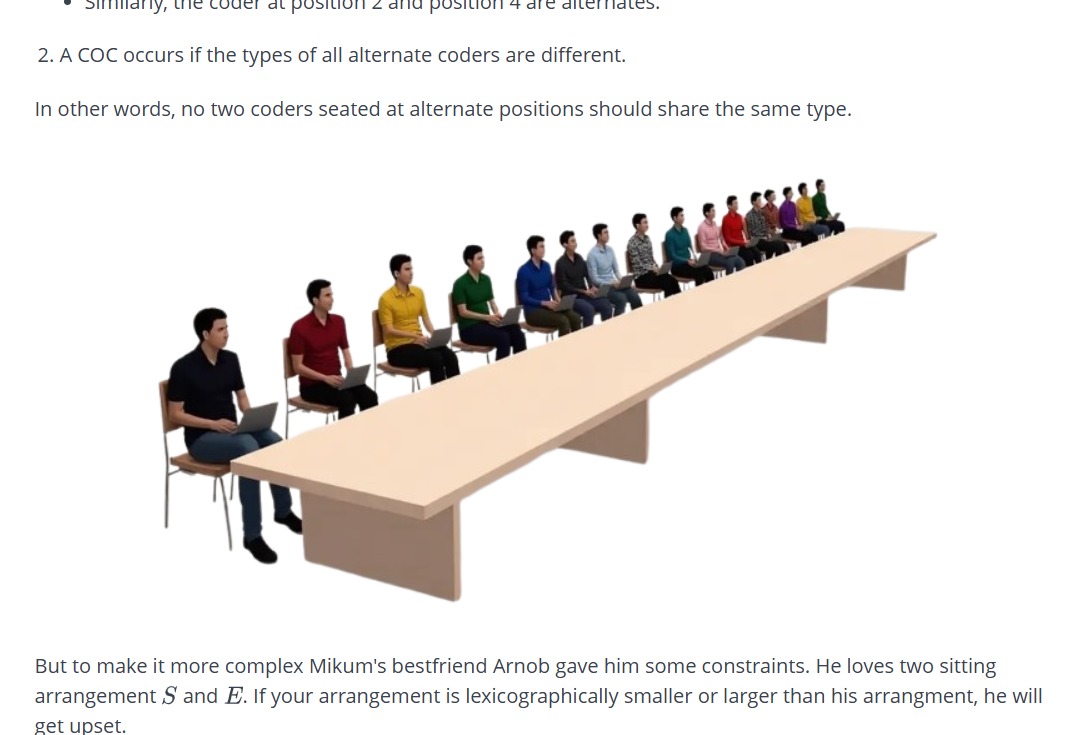 • Similarly, the coder at position 2 and position 4 are alternates.
2. A COC occurs if the types of all alternate coders are different.
In other words, no two coders seated at alternate positions should share the same type.
But to make it more complex Mikum's bestfriend Arnob gave him some constraints. He loves two sitting
arrangement S and E. If your arrangement is lexicographically smaller or larger than his arrangment, he will
get upset.